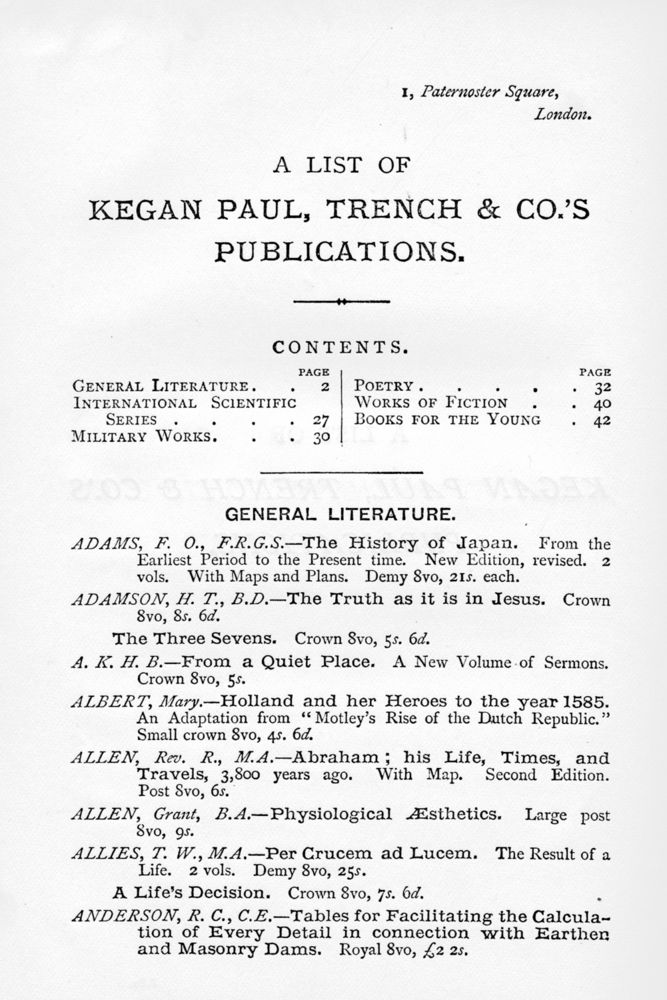 1, Paternoster Square,
London.
A LIST OF
KEGAN PAUL, TRENCH & CO.'S
PUBLICATIONS.
CONTENTS.
PAGE
GENERAL LITERATURE. . 2
INTERNATIONAL SCIENTIFIC
SERIES . . . . 27
MILITARY WORKS. . . 30
PAGE
POETRY . . . . . 32
WORKS OF FICTION . . 40
BOOKS FOR THE YOUNG . 42
GENERAL LITERATURE.
ADAMS, F. O., F.R.G.S.—The History of Japan. From the
Earliest Period to the Present time. New Edition, revised. 2
vols. With Maps and Plans. Demy 8vo, 21s. each.
ADAMSON, H. T., B.D.—The Truth as it is in Jesus. Crown
8vo, 8s. 6d.
The Three Sevens. Crown 8vo, 5s. 6d.
A. K. H. B.—From a Quiet Place. A New Volume of Sermons.
Crown 8vo, 5s.
ALBERT, Mary.—Holland and her Heroes to the year 1585.
An Adaptation from "Motley's Rise of the Dutch Republic."
Small crown 8vo, 4s. 6d.
ALLEN, Rev. R., M.A.—Abraham; his Life, Times, and
Travels, 3,800 years ago. With Map. Second Edition.
Post 8vo, 6s.
ALLEN, Grant, B.A.—Physiological Æsthetics. Large post
8vo, 9s.
ALLIES, T. W., M.A.—Per Crucem ad Lucem. The Result of a
Life. 2 vols. Demy 8vo, 25s.
A Life's Decision. Crown 8vo, 7s. 6d.
ANDERSON, R. C., C.E.—Tables for Facilitating the Calcula-
tion of Every Detail in connection with Earthen
and Masonry Dams. Royal 8vo, £2 2s.